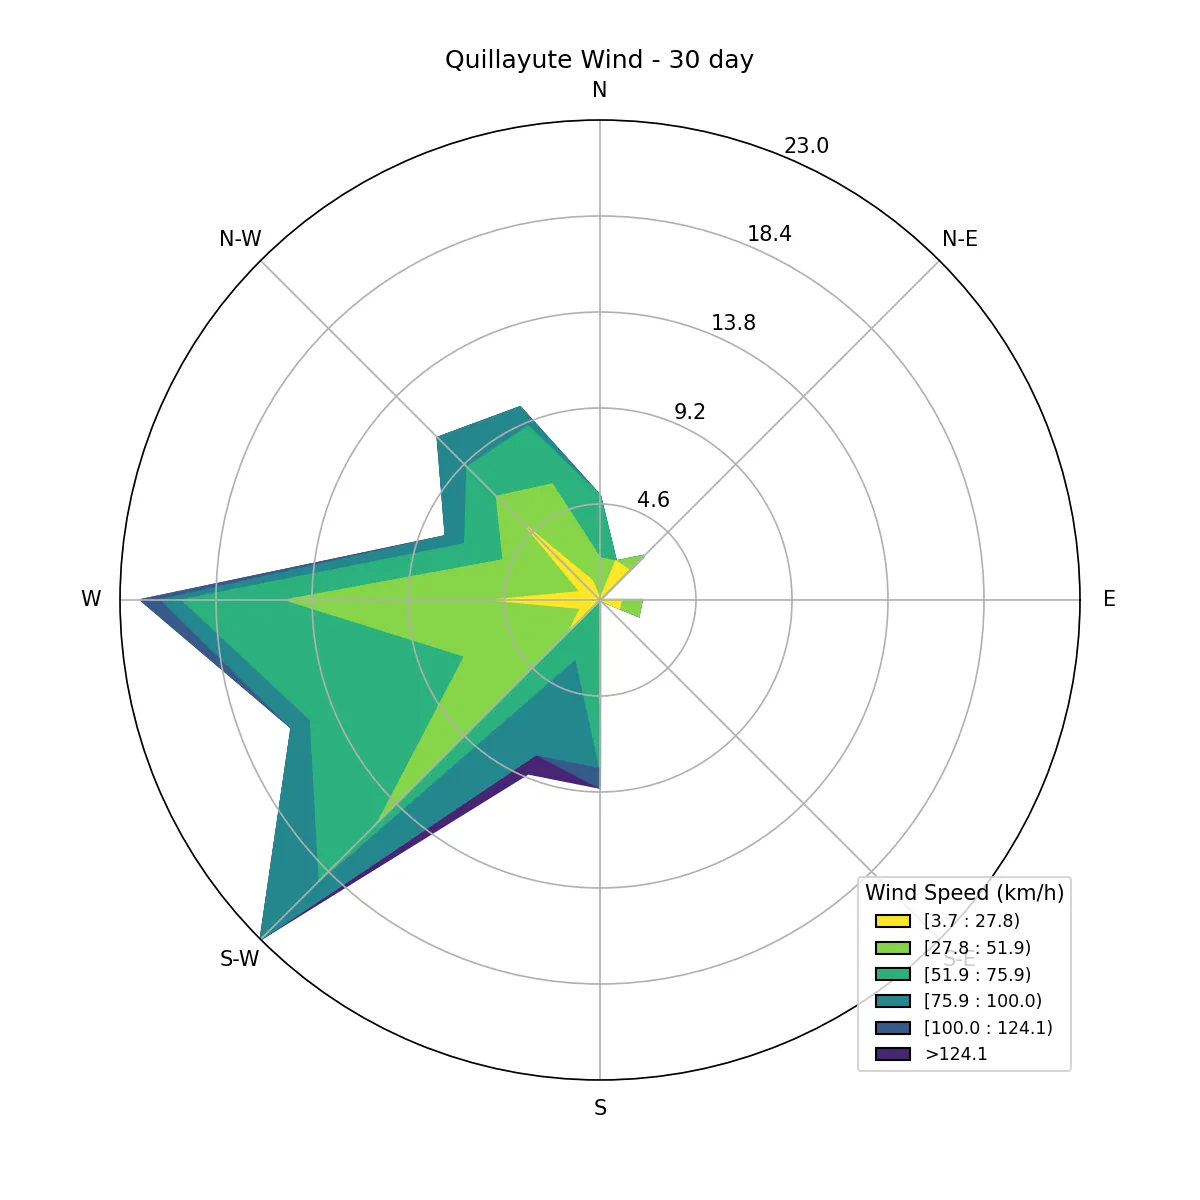 Quillayute Wind - 30 day
N
23.0
N-W
N-E
18.4
13.8
9.2
4.6
W
E
S-W
S-E
S
Wind Speed (km/h)
[3.7 : 27.8)
[27.8 : 51.9)
[51.9 : 75.9)
[75.9 : 100.0)
[100.0 : 124.1)
>124.1